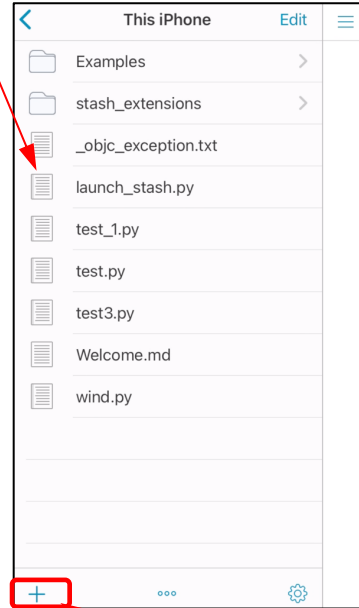 This iPhone Edit
Examples
stash_extensions
_objc_exception.txt
launch_stash.py
test_1.py
test.py
test3.py
Welcome.md
wind.py